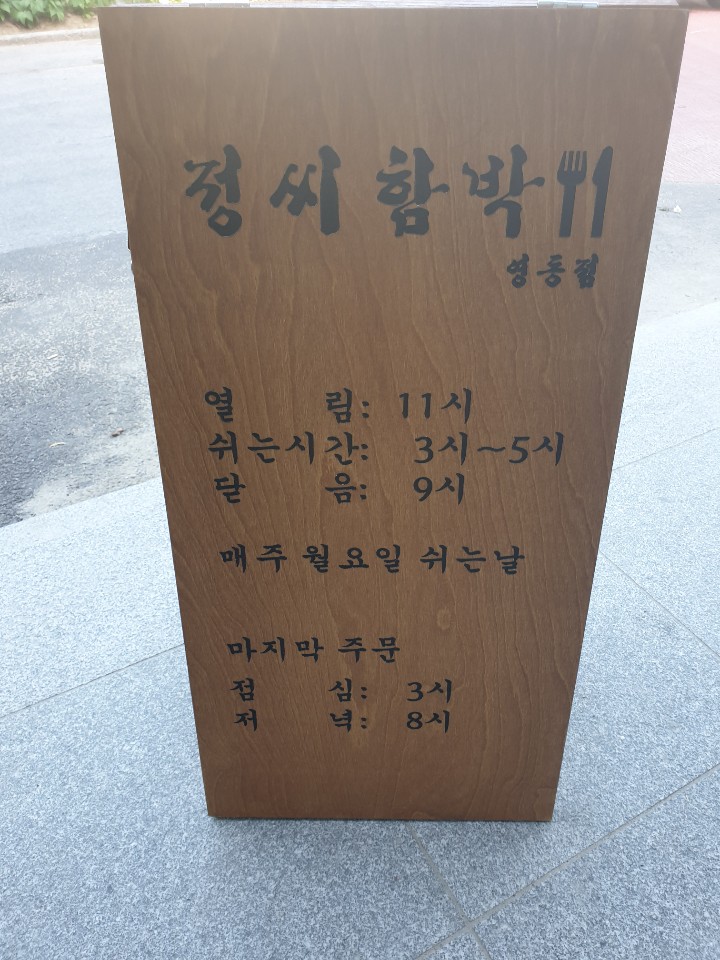 정씨함박
영통점
열 림: 11시
쉬는시간: 3시~5시
닫 음: 9시
매주 월요일 쉬는날
마지막 주문
점 심: 3시
저 녁: 8시